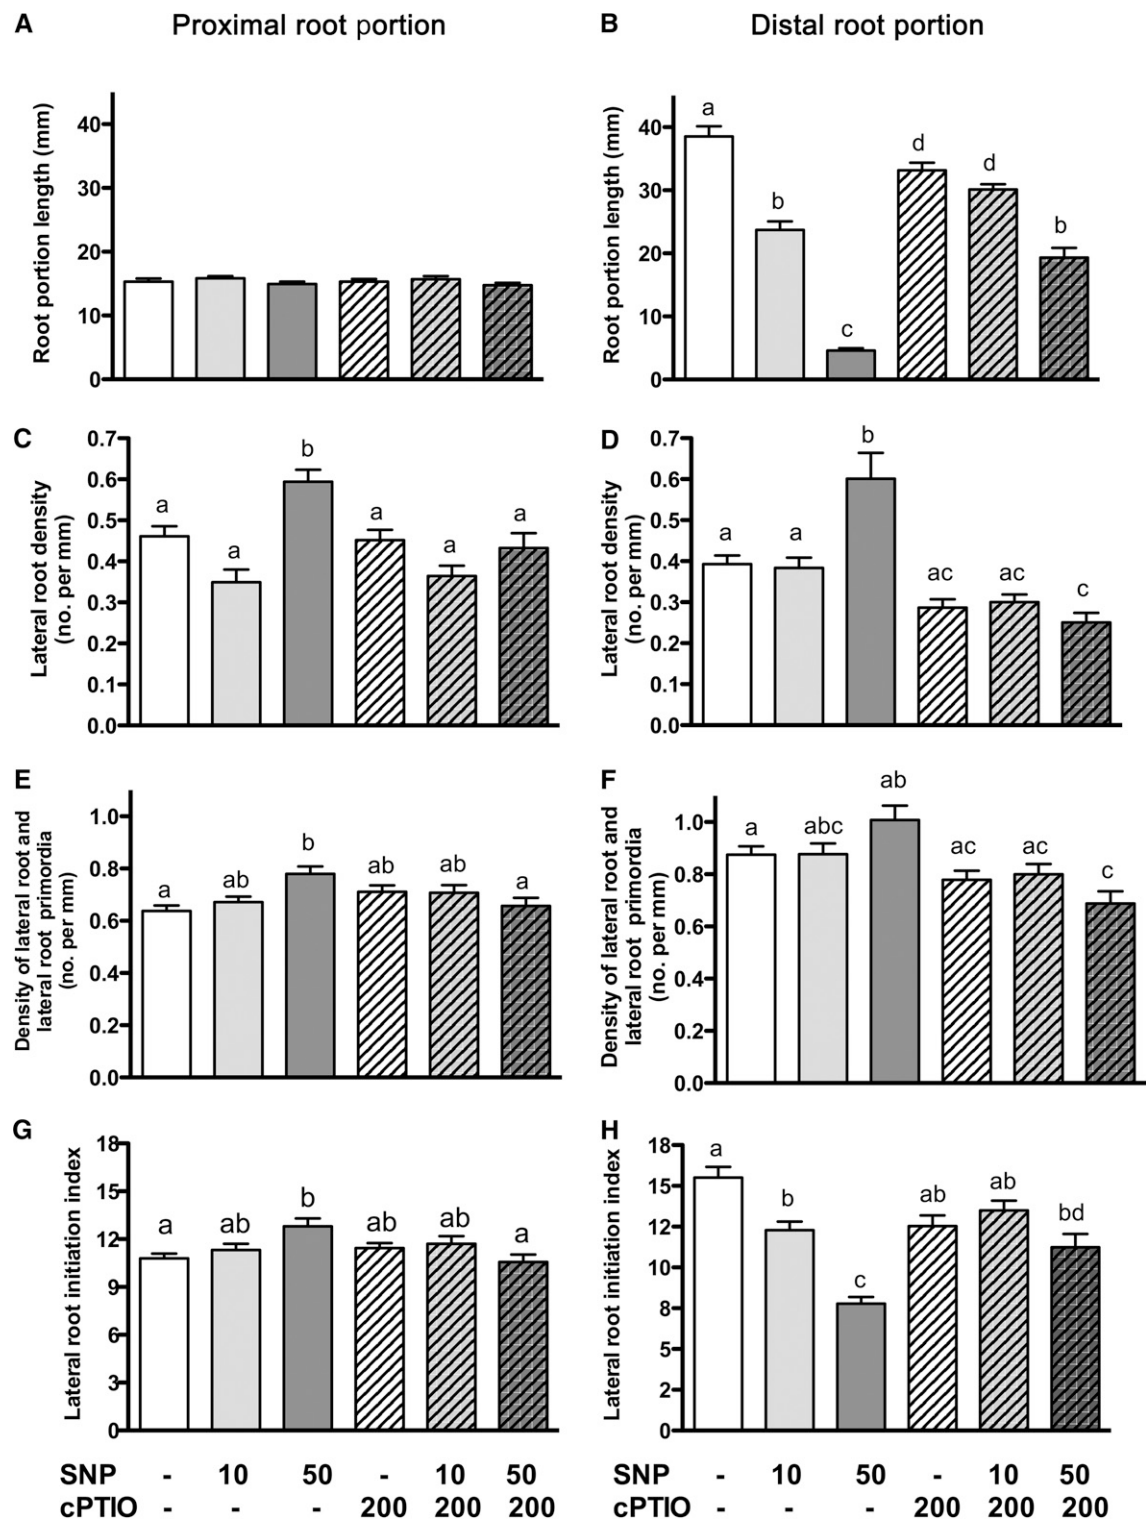 A Proximal root portion
B Distal root portion
Root portion length (mm)
40
30
20
10
0
Root portion length (mm)
40
30
20
10
0
a
b
c
d
d
b
C
Lateral root density
(no. per mm)
0.7
0.6
0.5
0.4
0.3
0.2
0.1
0.0
a
a
b
a
a
a
D
Lateral root density
(no. per mm)
0.7
0.6
0.5
0.4
0.3
0.2
0.1
0.0
a
a
b
ac
ac
c
E
Density of lateral root and
lateral root primordia
(no. per mm)
1.0
0.8
0.6
0.4
0.2
0.0
a
ab
b
ab
ab
a
F
Density of lateral root and
lateral root primordia
(no. per mm)
1.0
0.8
0.6
0.4
0.2
0.0
a
abc
ab
ac
ac
c
G
Lateral root initiation index
18
15
12
9
6
3
0
a
ab
b
ab
ab
a
H
Lateral root initiation index
18
15
12
10
8
5
2
0
a
b
c
ab
ab
bd
SNP - 10 50 - 10 50
cPTIO - - - 200 200 200
SNP - 10 50 - 10 50
cPTIO - - - 200 200 200